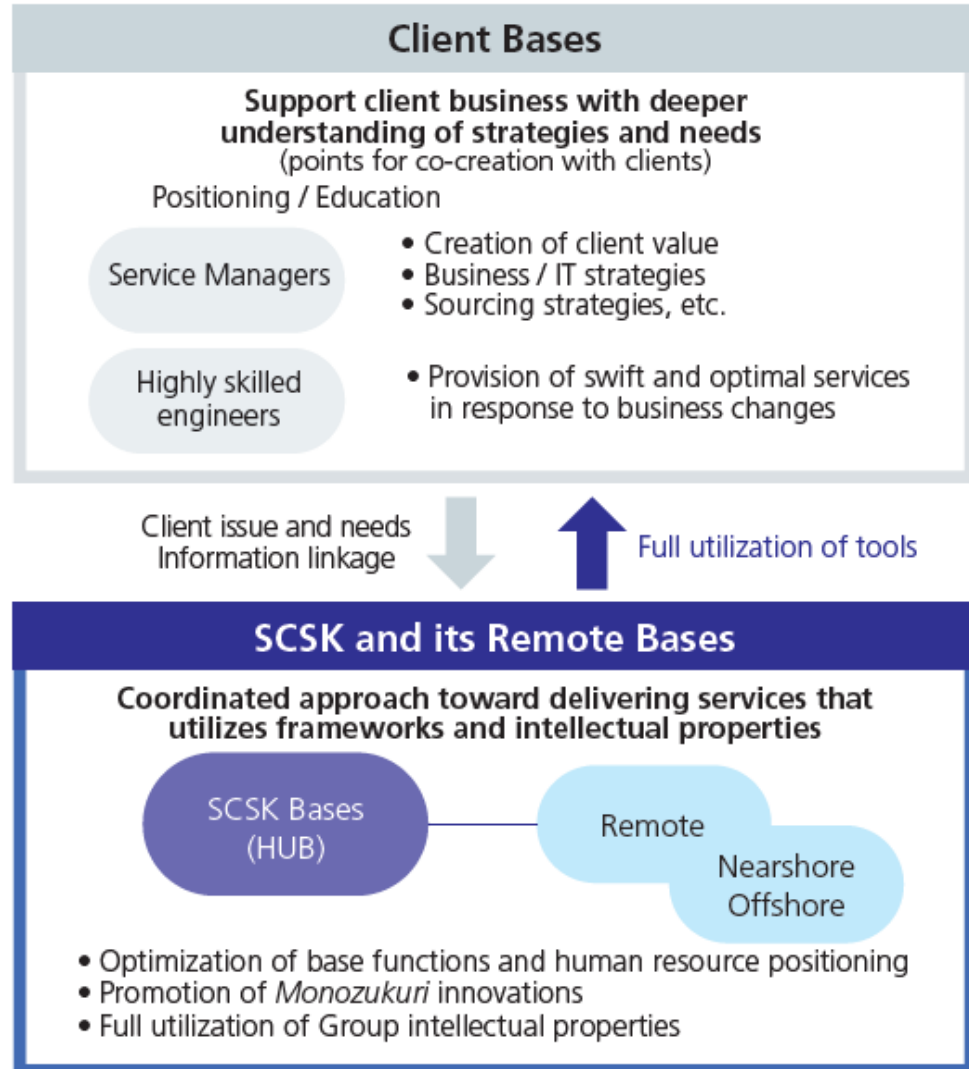 Client Bases
Support client business with deeper
understanding of strategies and needs
(points for co-creation with clients)
Positioning / Education
Service Managers
• Creation of client value
• Business / IT strategies
• Sourcing strategies, etc.
Highly skilled
engineers
• Provision of swift and optimal services
in response to business changes
Client issue and needs
Information linkage
Full utilization of tools
SCSK and its Remote Bases
Coordinated approach toward delivering services that
utilizes frameworks and intellectual properties
SCSK Bases
(HUB)
Remote
Nearshore
Offshore
• Optimization of base functions and human resource positioning
• Promotion of Monozukuri innovations
• Full utilization of Group intellectual properties